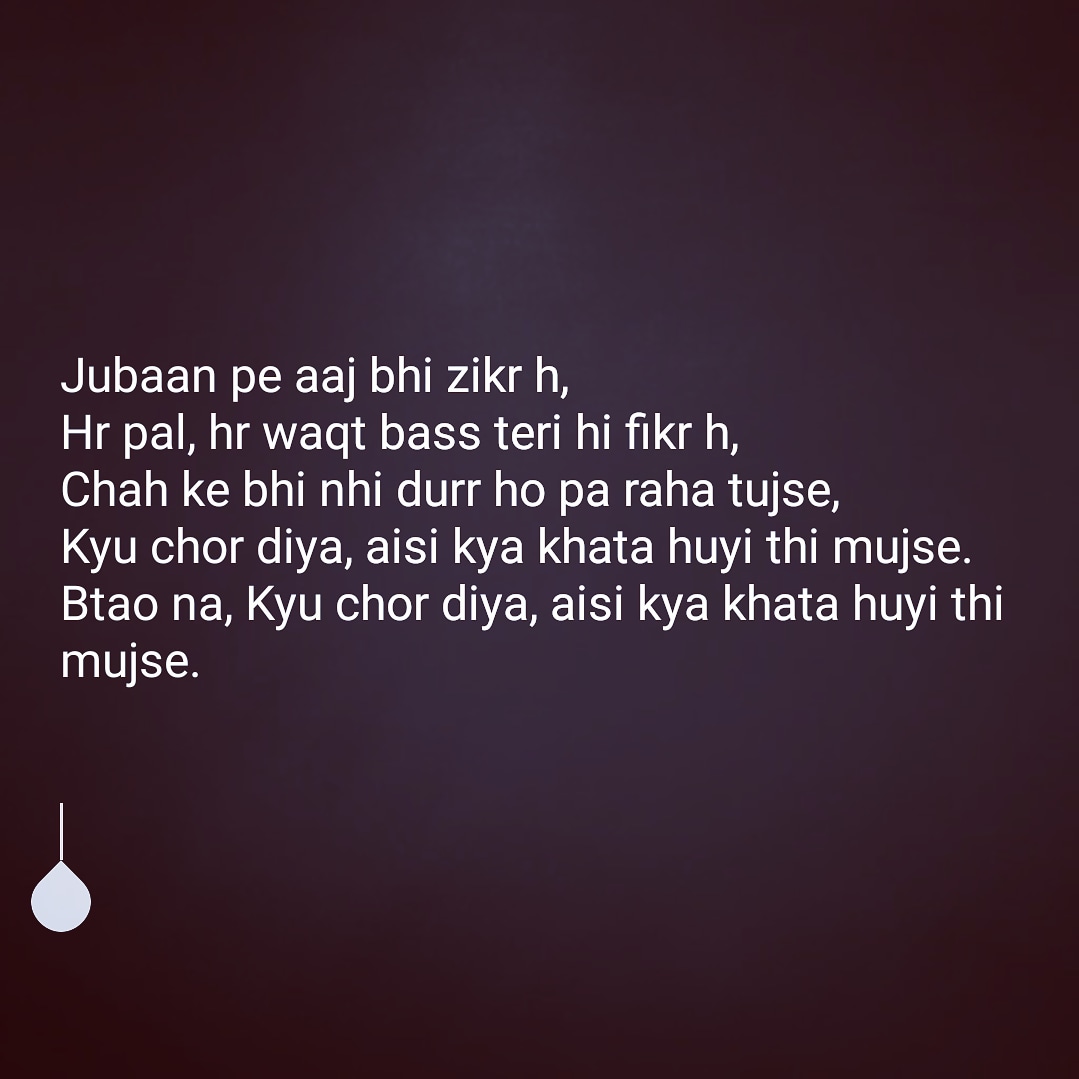 Jubaan pe aaj bhi zikr h,
Hr pal, hr waqt bass teri hi fikr h,
Chah ke bhi nhi durr ho pa raha tujse,
Kyu chor diya, aisi kya khata huyi thi mujse.
Btao na, Kyu chor diya, aisi kya khata huyi thi
mujse.